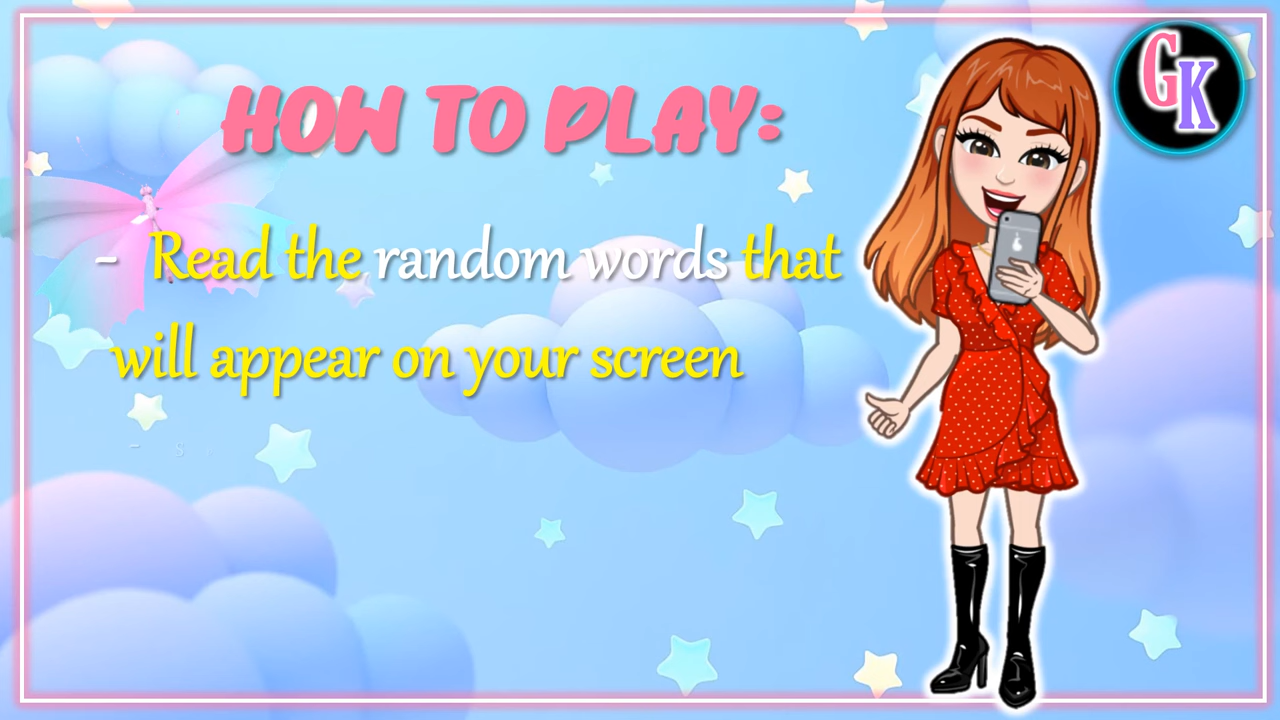 HOW TO PLAY:
- Read the random words that
will appear on your screen
- s
GK